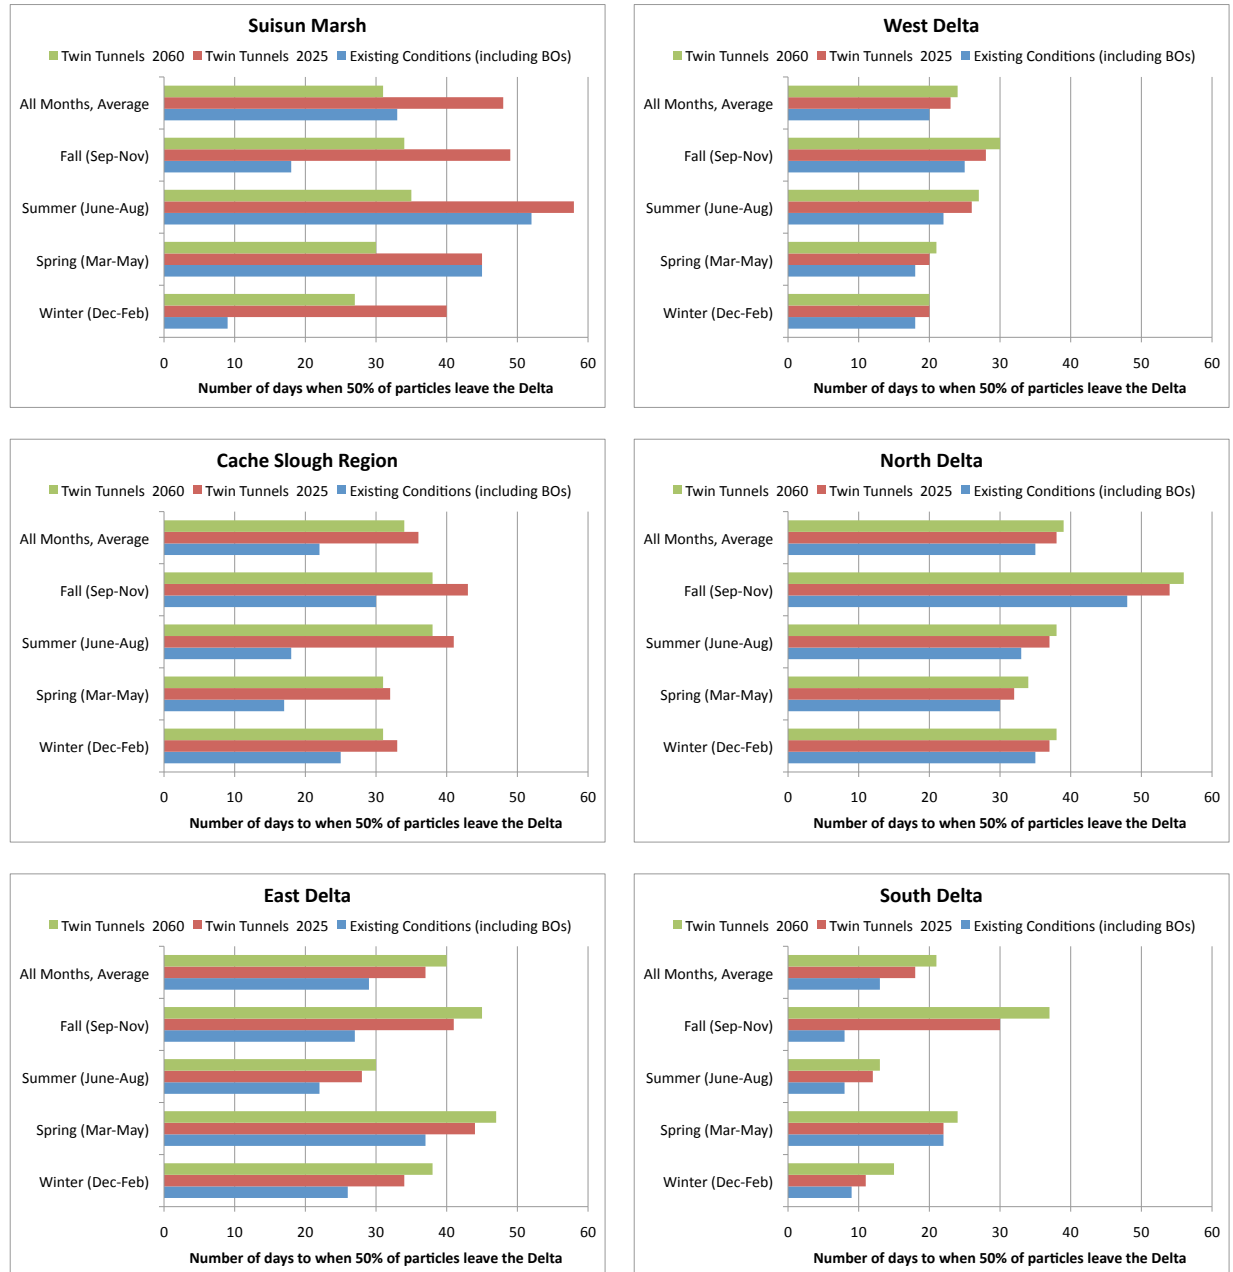 Suisun Marsh
Twin Tunnels 2060 Twin Tunnels 2025 Existing Conditions (including BOs)
All Months, Average
Fall (Sep-Nov)
Summer (June-Aug)
Spring (Mar-May)
Winter (Dec-Feb)
0 10 20 30 40 50 60
Number of days when 50% of particles leave the Delta
West Delta
Twin Tunnels 2060 Twin Tunnels 2025 Existing Conditions (including BOs)
All Months, Average
Fall (Sep-Nov)
Summer (June-Aug)
Spring (Mar-May)
Winter (Dec-Feb)
0 10 20 30 40 50 60
Number of days to when 50% of particles leave the Delta
Cache Slough Region
Twin Tunnels 2060 Twin Tunnels 2025 Existing Conditions (including BOs)
All Months, Average
Fall (Sep-Nov)
Summer (June-Aug)
Spring (Mar-May)
Winter (Dec-Feb)
0 10 20 30 40 50 60
Number of days to when 50% of particles leave the Delta
North Delta
Twin Tunnels 2060 Twin Tunnels 2025 Existing Conditions (including BOs)
All Months, Average
Fall (Sep-Nov)
Summer (June-Aug)
Spring (Mar-May)
Winter (Dec-Feb)
0 10 20 30 40 50 60
Number of days to when 50% of particles leave the Delta
East Delta
Twin Tunnels 2060 Twin Tunnels 2025 Existing Conditions (including BOs)
All Months, Average
Fall (Sep-Nov)
Summer (June-Aug)
Spring (Mar-May)
Winter (Dec-Feb)
0 10 20 30 40 50 60
Number of days to when 50% of particles leave the Delta
South Delta
Twin Tunnels 2060 Twin Tunnels 2025 Existing Conditions (including BOs)
All Months, Average
Fall (Sep-Nov)
Summer (June-Aug)
Spring (Mar-May)
Winter (Dec-Feb)
0 10 20 30 40 50 60
Number of days to when 50% of particles leave the Delta